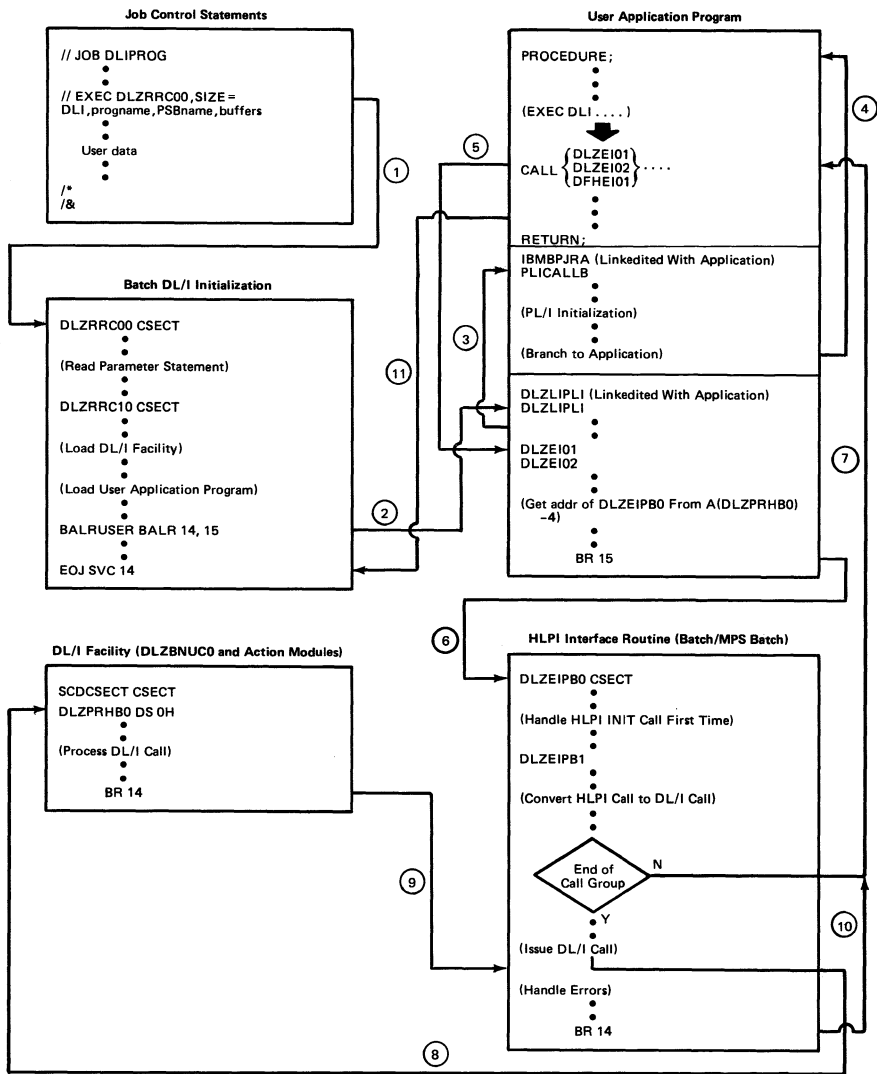 Job Control Statements
// JOB DLIPROG
// EXEC DLZRRC00,SIZE=
DLI,progname,PSBname,buffers
User data
/*
/&
1
Batch DL/I Initialization
DLZRRC00 CSECT
(Read Parameter Statement)
DLZRRC10 CSECT
(Load DL/I Facility)
(Load User Application Program)
BALRUSER BALR 14, 15
EOJ SVC 14
2
3
11
5
User Application Program
PROCEDURE;
(EXEC DLI . . . .)
CALL { DLZEI01 } . . . .
DLZEI02
DFHEI01
RETURN;
4
IBMBPJRA (Linkedited With Application)
PLICALLB
(PL/I Initialization)
(Branch to Application)
DLZLIPLI (Linkedited With Application)
DLZLIPLI
DLZEI01
DLZEI02
(Get addr of DLZEIPB0 From A(DLZPRHB0)
-4)
BR 15
7
6
DL/I Facility (DLZBNUC0 and Action Modules)
SCDCSECT CSECT
DLZPRHB0 DS 0H
(Process DL/I Call)
BR 14
9
HLPI Interface Routine (Batch/MPS Batch)
DLZEIPB0 CSECT
(Handle HLPI INIT Call First Time)
DLZEIPB1
(Convert HLPI Call to DL/I Call)
End of
Call Group
N
Y
(Issue DL/I Call)
(Handle Errors)
BR 14
10
8